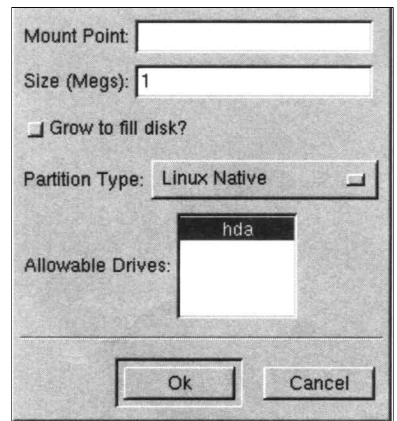 Mount Point:
Size (Megs): 1
Grow to fill disk?
Partition Type: Linux Native
hda
Allowable Drives:
Ok Cancel